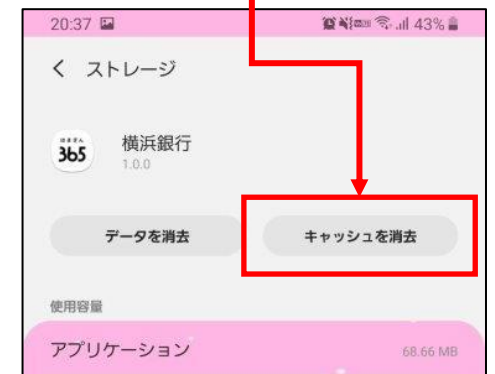 20:37 43%
ストレージ
はまぎん
365
横浜銀行
1.0.0
データを消去 キャッシュを消去
使用容量
アプリケーション 68.66 MB